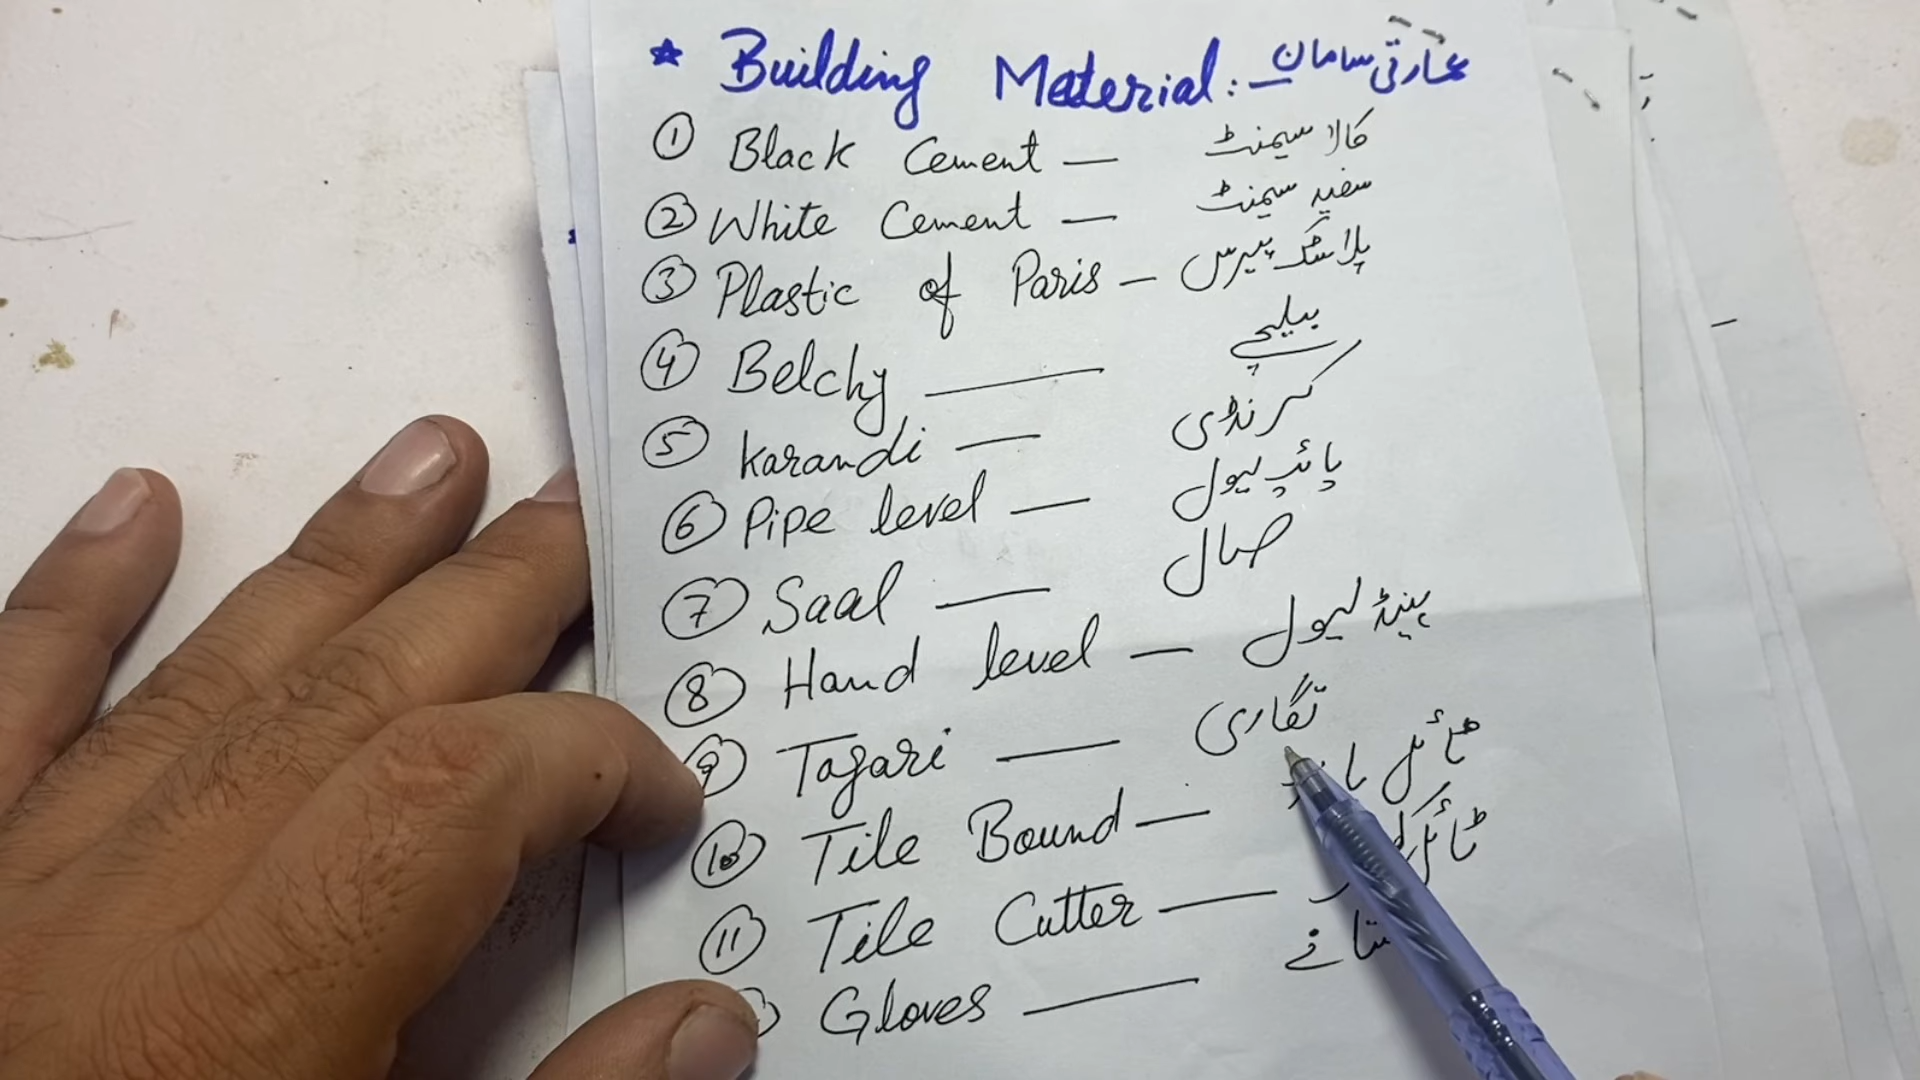 * Building Material:- عمارتی سامان
① Black Cement — کالا سیمنٹ
② White Cement — سفید سیمنٹ
③ Plastic of Paris — پلاسٹک پیرس
④ Belchy — بیلچے
⑤ Karandi — کرنڈی
⑥ Pipe level — پائپ لیول
⑦ Saal — صال
⑧ Hand level — ہینڈ لیول
⑨ Tagari — تگاری
⑩ Tile Bound — ٹائل
⑪ Tile Cutter — ٹائل
Gloves —